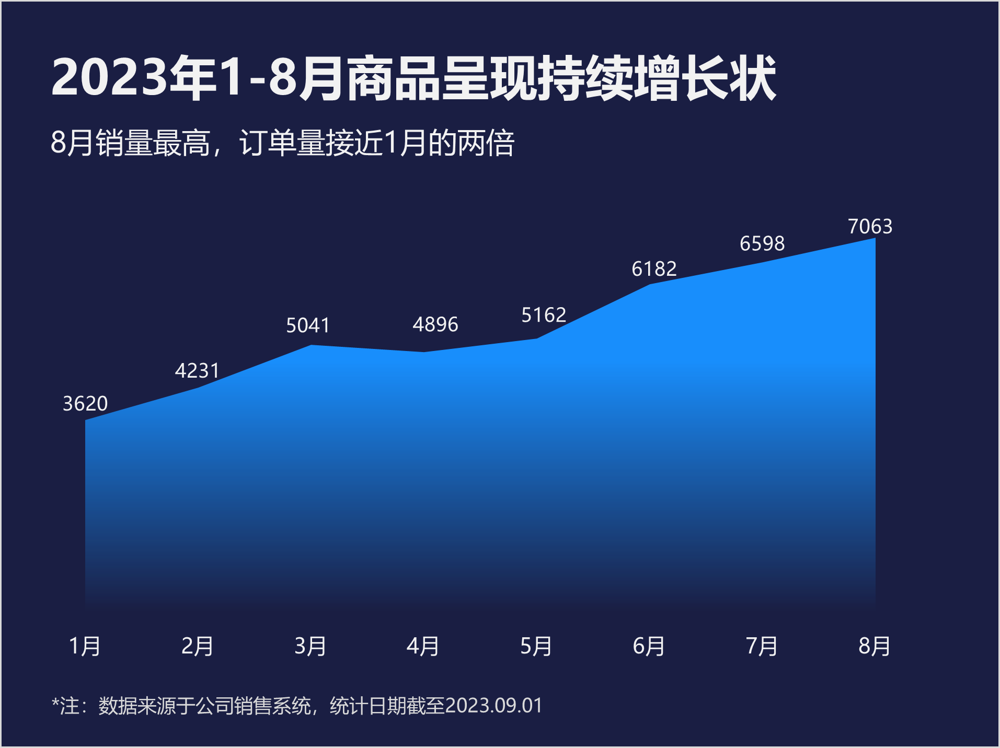 2023年1-8月商品呈现持续增长状
8月销量最高，订单量接近1月的两倍
7063
6598
6182
5162
5041
4896
4231
3620
1月 2月 3月 4月 5月 6月 7月 8月
*注：数据来源于公司销售系统，统计日期截至2023.09.01